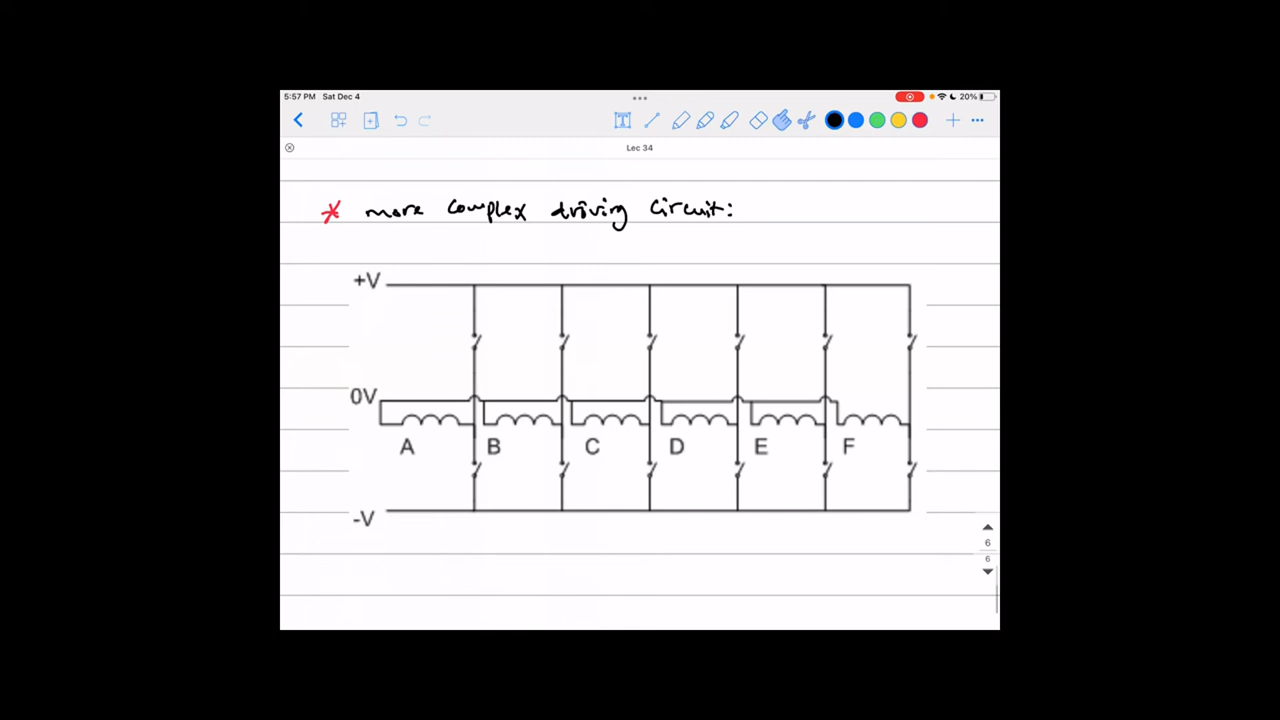 5:57 PM Sat Dec 4
20%
Lec 34
* more complex driving circuit:
+V
0V
A B C D E F
-V
6
6